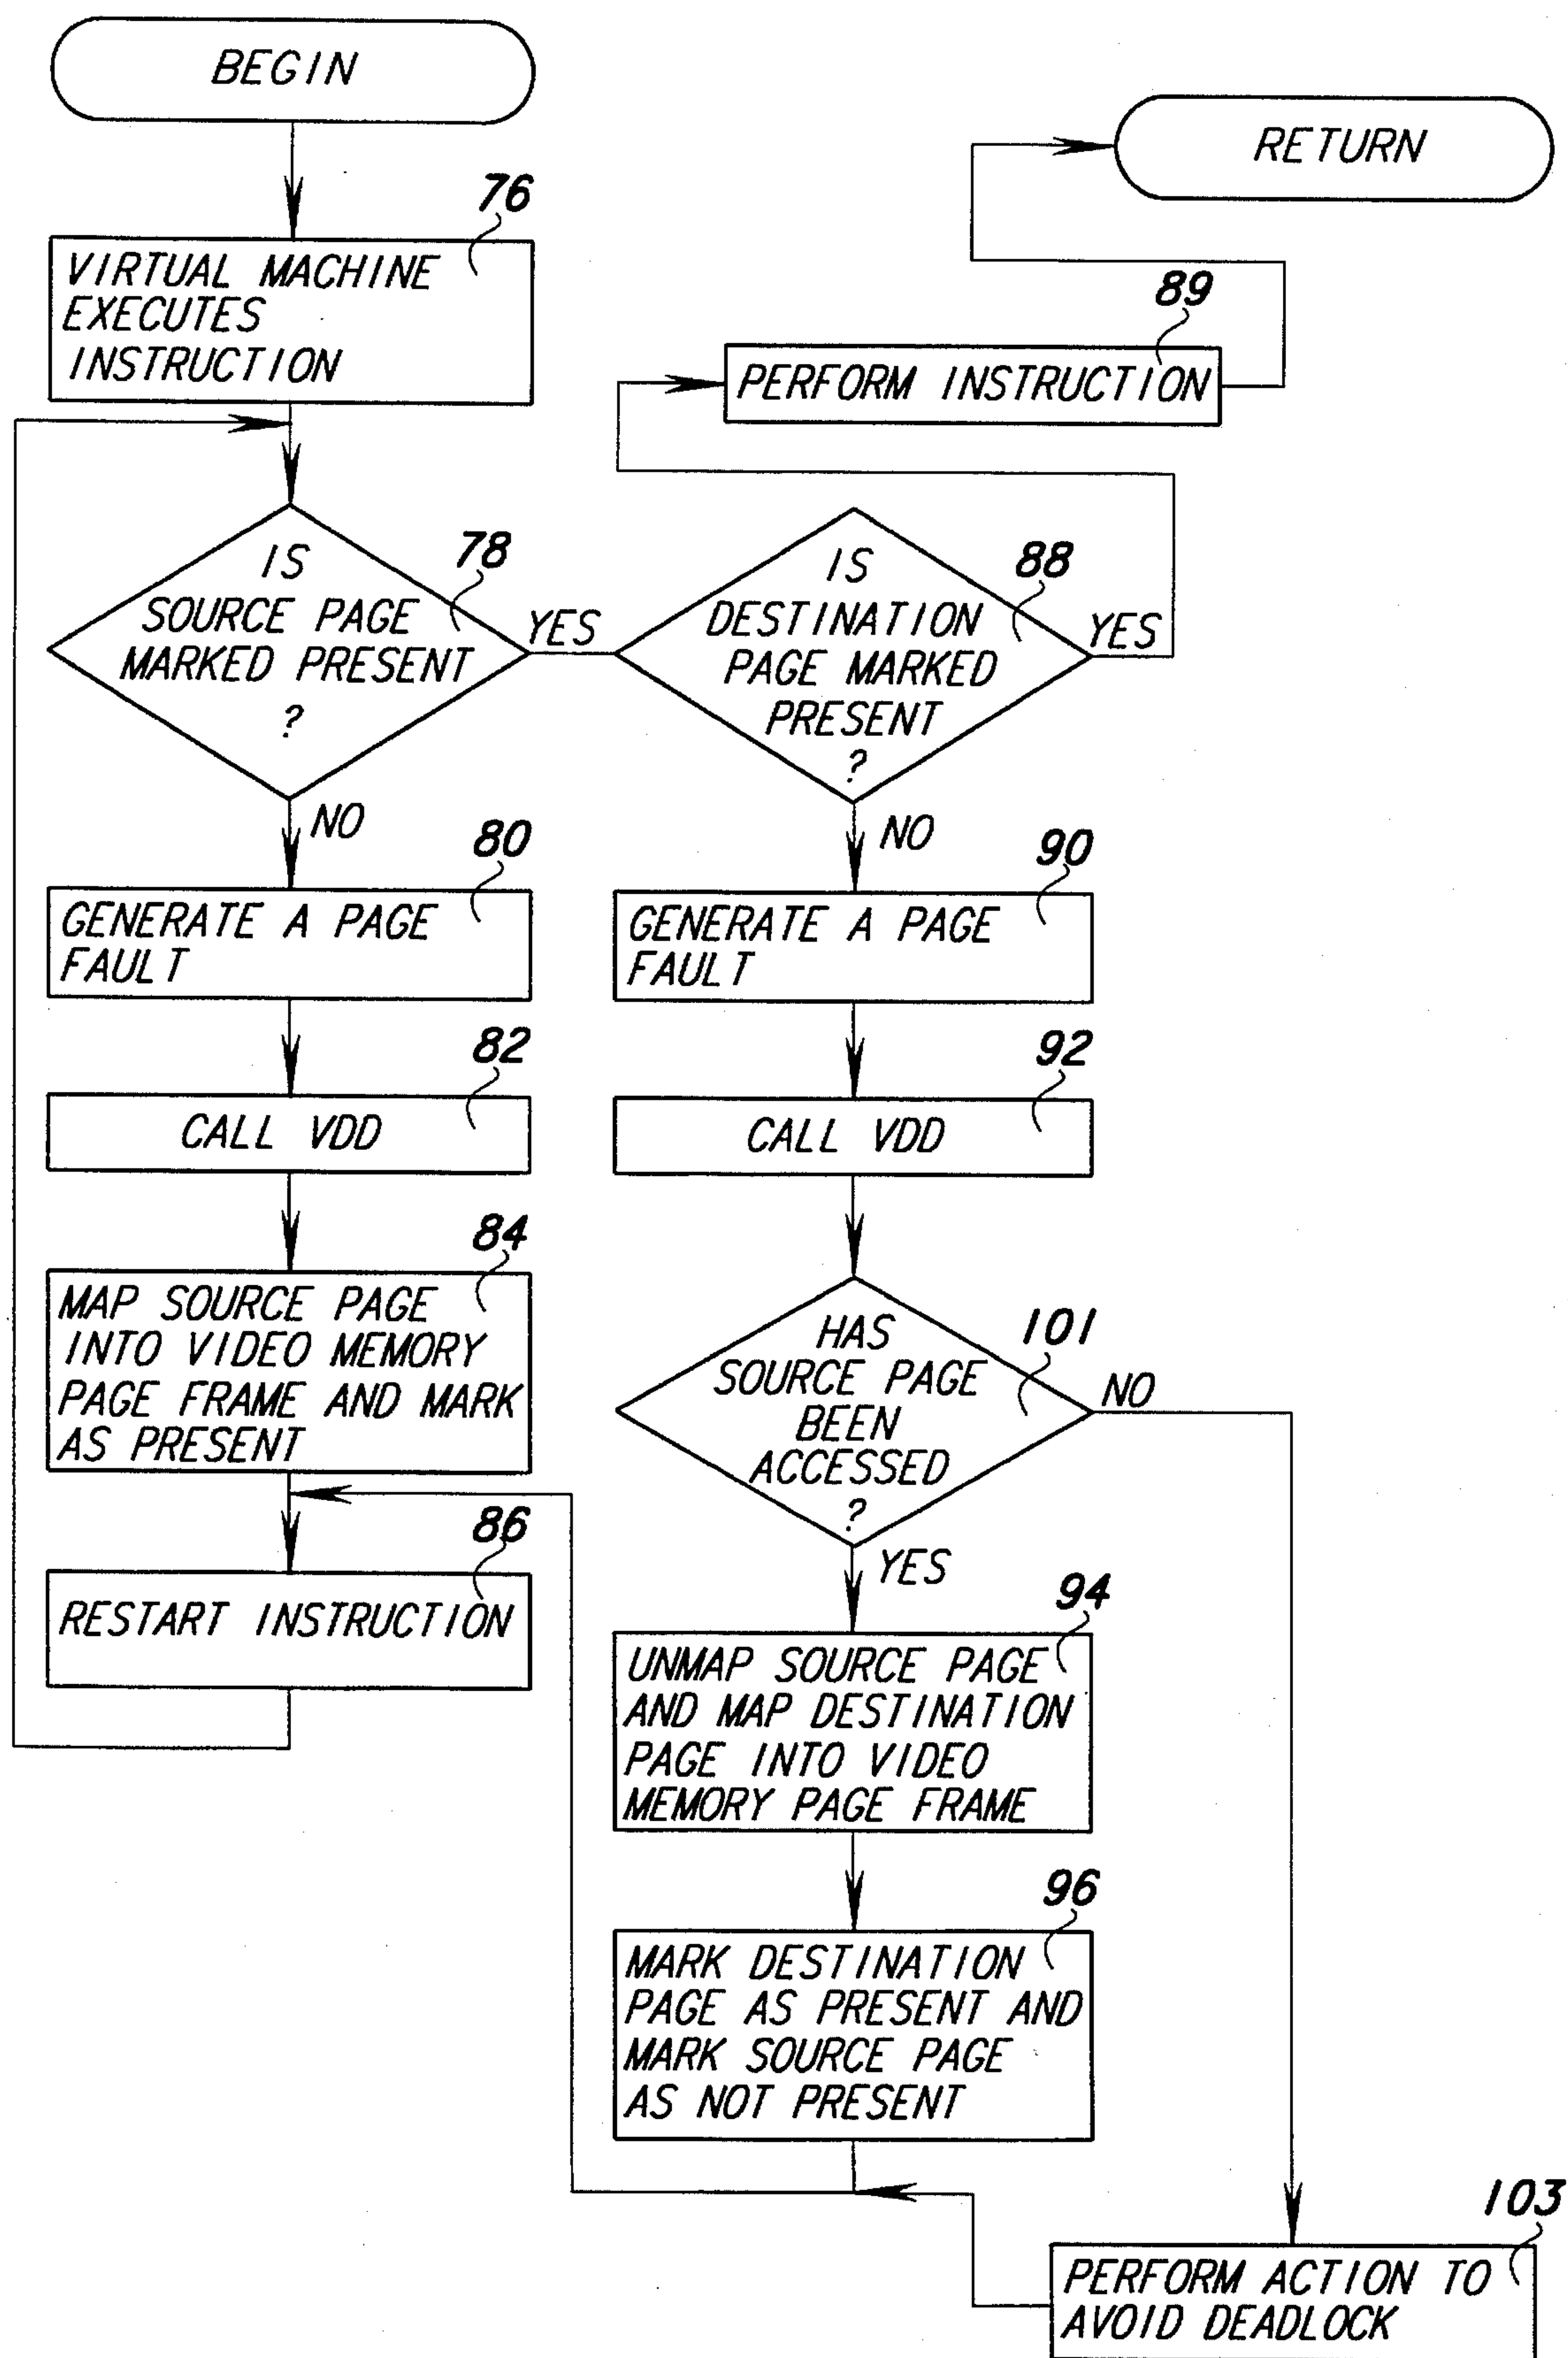 BEGIN
76
VIRTUAL MACHINE
EXECUTES
INSTRUCTION
RETURN
89
PERFORM INSTRUCTION
78
IS
SOURCE PAGE
MARKED PRESENT
?
YES
NO
88
IS
DESTINATION
PAGE MARKED
PRESENT
?
YES
NO
80
GENERATE A PAGE
FAULT
90
GENERATE A PAGE
FAULT
82
CALL VDD
92
CALL VDD
84
MAP SOURCE PAGE
INTO VIDEO MEMORY
PAGE FRAME AND MARK
AS PRESENT
101
HAS
SOURCE PAGE
BEEN
ACCESSED
?
NO
YES
86
RESTART INSTRUCTION
94
UNMAP SOURCE PAGE
AND MAP DESTINATION
PAGE INTO VIDEO
MEMORY PAGE FRAME
96
MARK DESTINATION
PAGE AS PRESENT AND
MARK SOURCE PAGE
AS NOT PRESENT
103
PERFORM ACTION TO
AVOID DEADLOCK